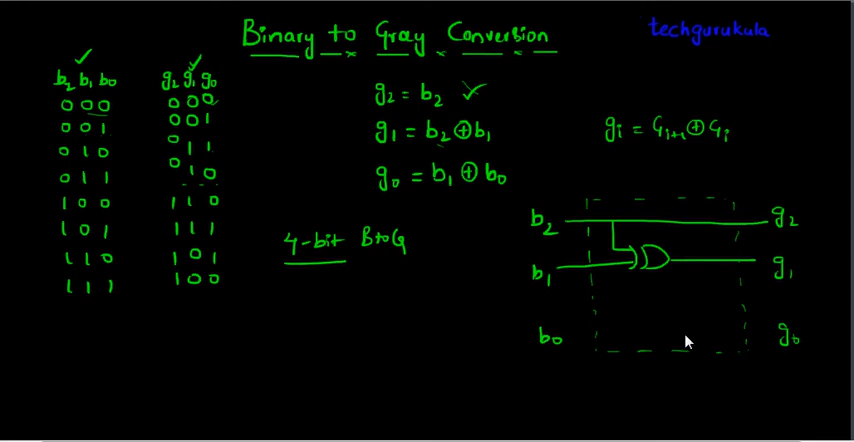 Binary to Gray Conversion
techgurukula
b2 b1 b0
0 0 0
0 0 1
0 1 0
0 1 1
1 0 0
1 0 1
1 1 0
1 1 1
g2 g1 g0
0 0 0
0 0 1
0 1 1
0 1 0
1 1 0
1 1 1
1 0 1
1 0 0
g2 = b2
g1 = b2 ⊕ b1
g0 = b1 ⊕ b0
4-bit BtoG
gi = Gi+1 ⊕ Gi
b2 g2
b1 g1
b0 g0